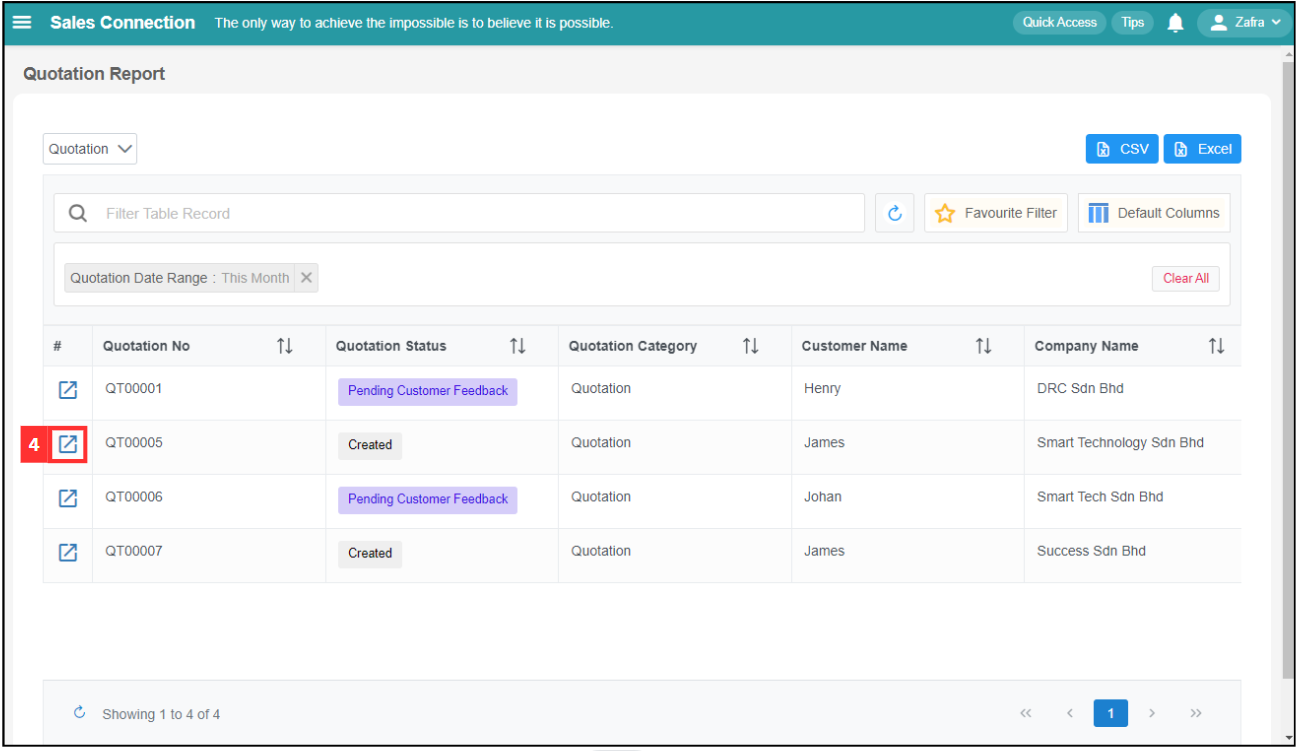 Sales Connection The only way to achieve the impossible is to believe it is possible. Quick Access Tips Zafra
Quotation Report
Quotation CSV Excel
Filter Table Record Favourite Filter Default Columns
Quotation Date Range : This Month Clear All
# Quotation No Quotation Status Quotation Category Customer Name Company Name
QT00001 Pending Customer Feedback Quotation Henry DRC Sdn Bhd
4 QT00005 Created Quotation James Smart Technology Sdn Bhd
QT00006 Pending Customer Feedback Quotation Johan Smart Tech Sdn Bhd
QT00007 Created Quotation James Success Sdn Bhd
Showing 1 to 4 of 4 << < 1 > >>